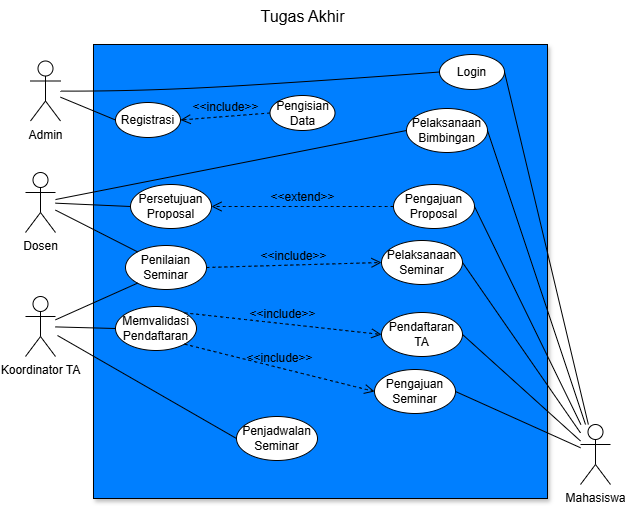 Tugas Akhir
Login
Admin
Registrasi
<<include>>
Pengisian
Data
Pelaksanaan
Bimbingan
Dosen
Persetujuan
Proposal
<<extend>>
Pengajuan
Proposal
Penilaian
Seminar
<<include>>
Pelaksanaan
Seminar
Koordinator TA
Memvalidasi
Pendaftaran
<<include>>
Pendaftaran
TA
<<include>>
Pengajuan
Seminar
Penjadwalan
Seminar
Mahasiswa